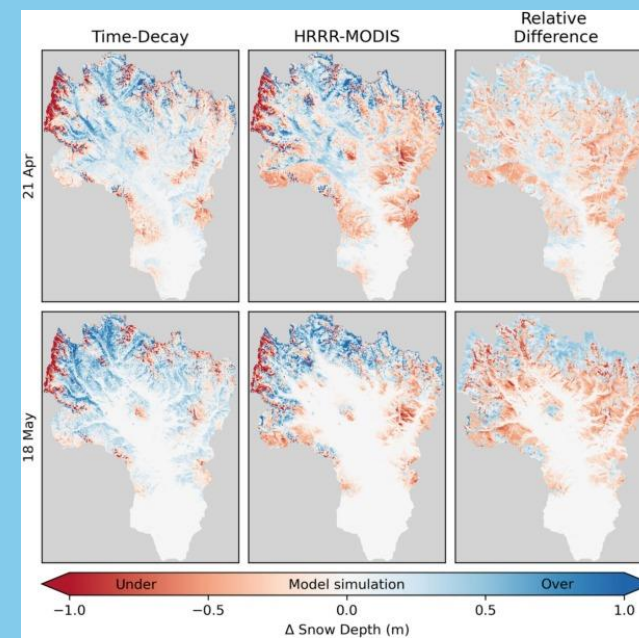 Time-Decay
HRRR-MODIS
Relative
Difference
21 Apr
18 May
Under
Model simulation
Over
−1.0
−0.5
0.0
0.5
1.0
Δ Snow Depth (m)